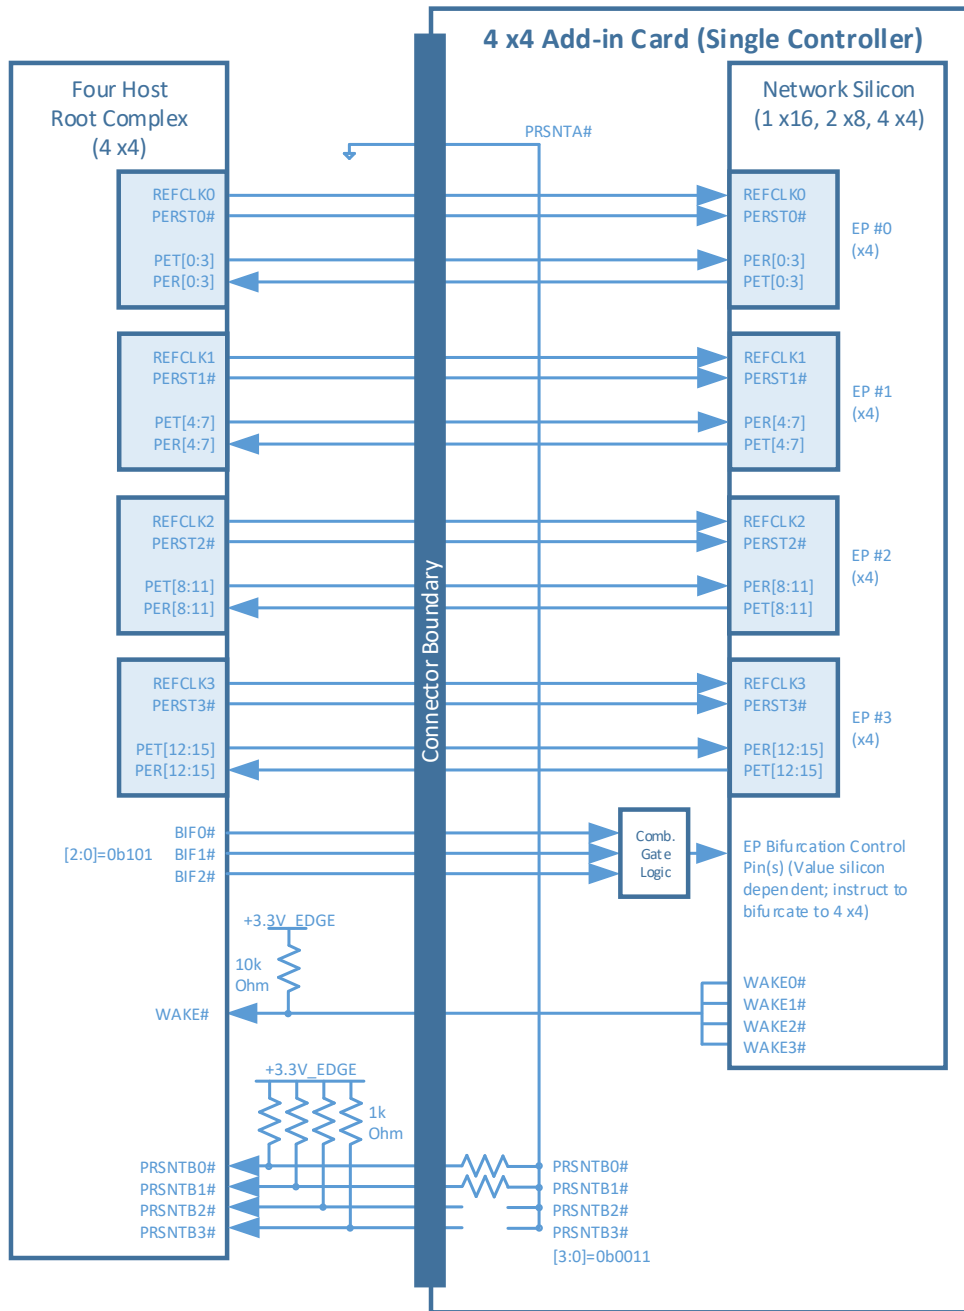 4 x4 Add-in Card (Single Controller)
Four Host
Root Complex
(4 x4)
Network Silicon
(1 x16, 2 x8, 4 x4)
PRSNTA#
REFCLK0
PERST0#
PET[0:3]
PER[0:3]
REFCLK0
PERST0#
PER[0:3]
PET[0:3]
EP #0
(x4)
REFCLK1
PERST1#
PET[4:7]
PER[4:7]
REFCLK1
PERST1#
PER[4:7]
PET[4:7]
EP #1
(x4)
REFCLK2
PERST2#
PET[8:11]
PER[8:11]
REFCLK2
PERST2#
PER[8:11]
PET[8:11]
EP #2
(x4)
Connector Boundary
REFCLK3
PERST3#
PET[12:15]
PER[12:15]
REFCLK3
PERST3#
PER[12:15]
PET[12:15]
EP #3
(x4)
BIF0#
[2:0]=0b101 BIF1#
BIF2#
Comb.
Gate
Logic
EP Bifurcation Control
Pin(s) (Value silicon
dependent; instruct to
bifurcate to 4 x4)
+3.3V_EDGE
10k
Ohm
WAKE#
WAKE0#
WAKE1#
WAKE2#
WAKE3#
+3.3V_EDGE
1k
Ohm
PRSNTB0#
PRSNTB1#
PRSNTB2#
PRSNTB3#
PRSNTB0#
PRSNTB1#
PRSNTB2#
PRSNTB3#
[3:0]=0b0011